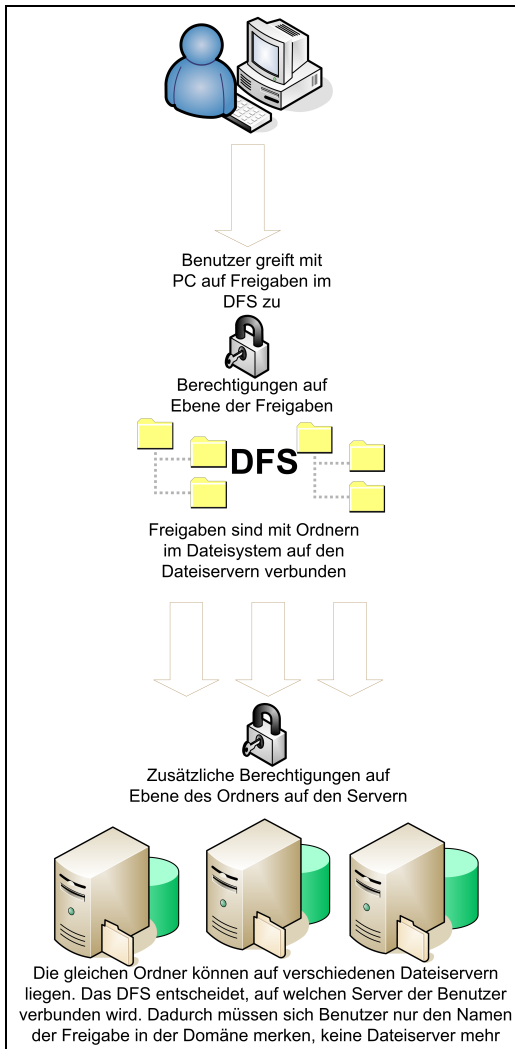 Benutzer greift mit
PC auf Freigaben im
DFS zu
Berechtigungen auf
Ebene der Freigaben
DFS
Freigaben sind mit Ordnern
im Dateisystem auf den
Dateiservern verbunden
Zusätzliche Berechtigungen auf
Ebene des Ordners auf den Servern
Die gleichen Ordner können auf verschiedenen Dateiservern
liegen. Das DFS entscheidet, auf welchen Server der Benutzer
verbunden wird. Dadurch müssen sich Benutzer nur den Namen
der Freigabe in der Domäne merken, keine Dateiserver mehr